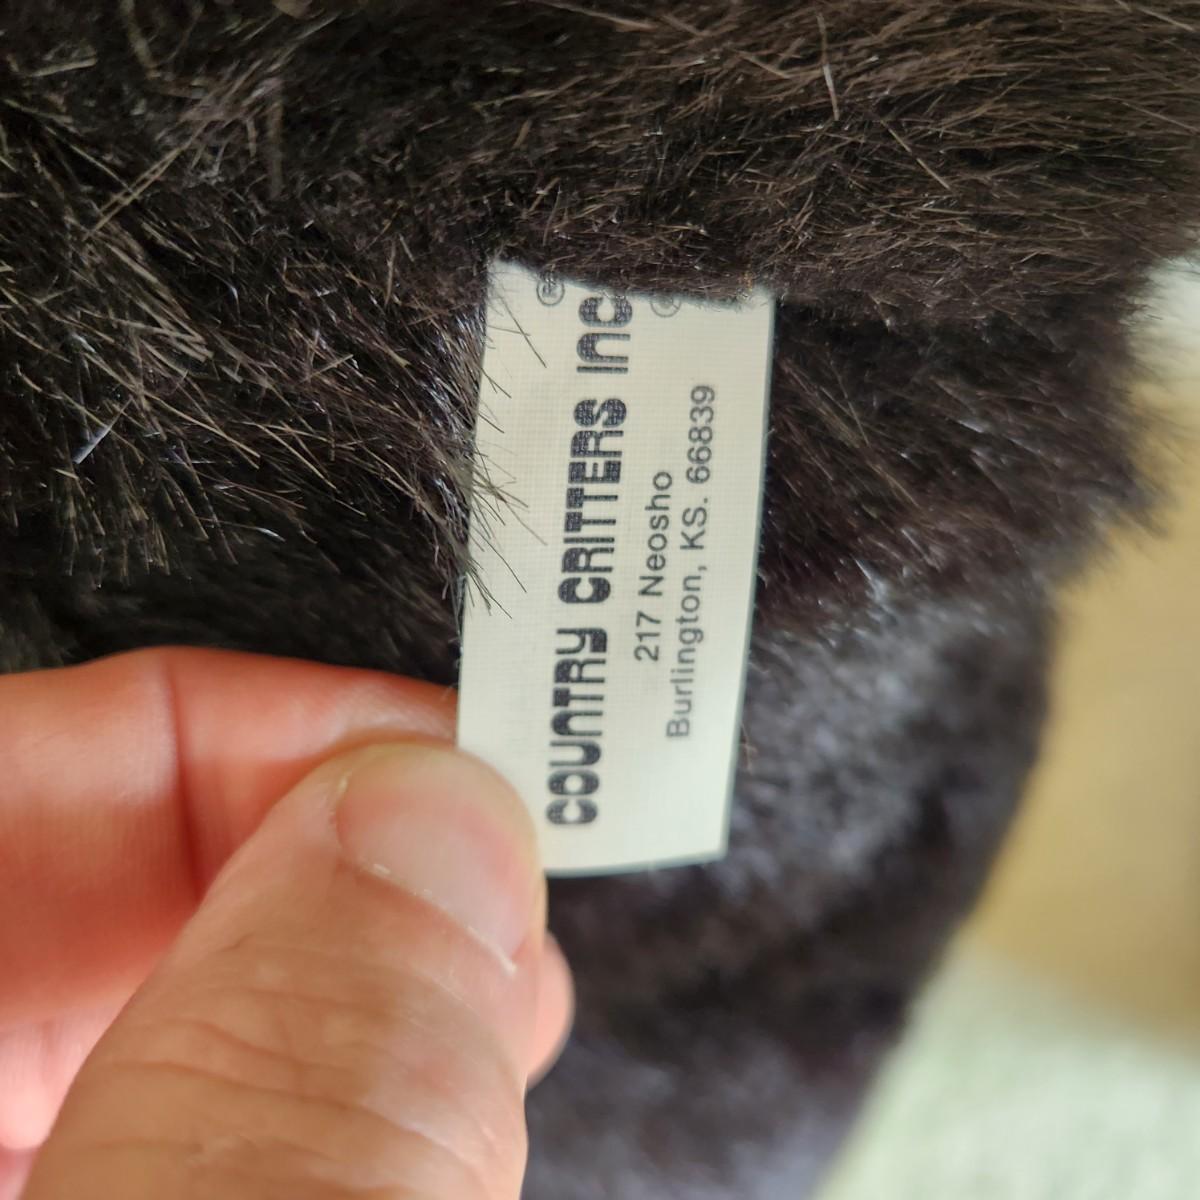 COUNTRY CRITTERS INC
217 Neosho
Burlington, KS. 66839